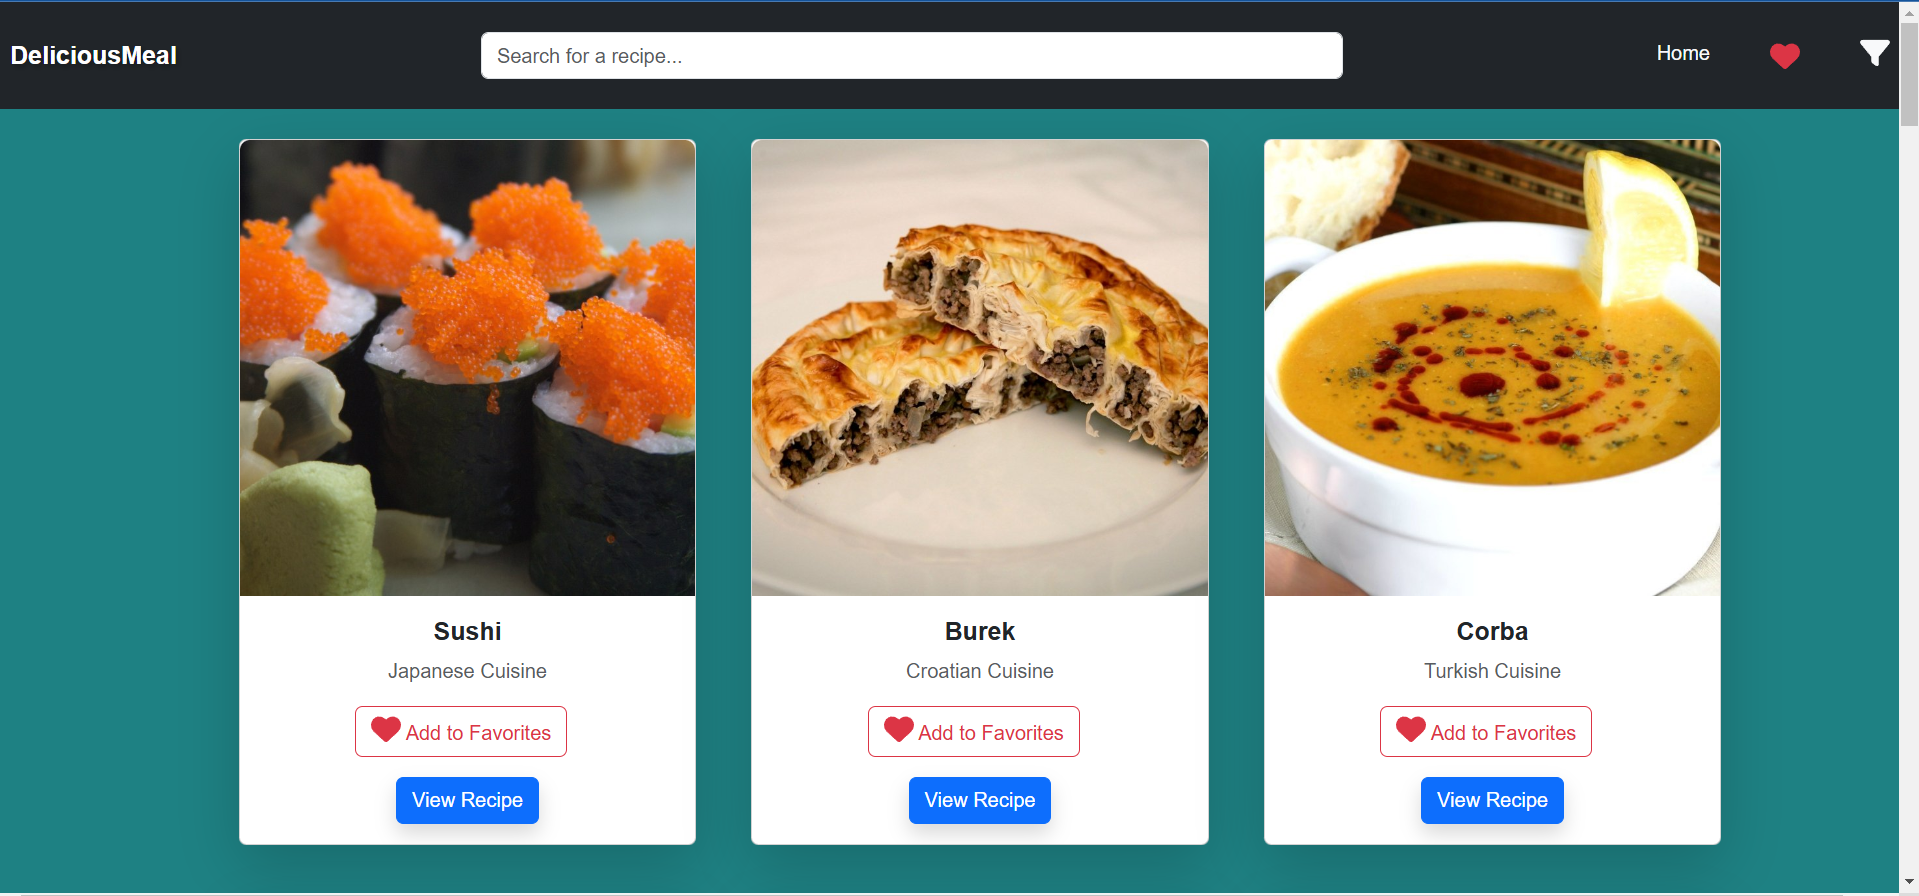 DeliciousMeal
Search for a recipe...
Home
Sushi
Japanese Cuisine
Add to Favorites
View Recipe
Burek
Croatian Cuisine
Add to Favorites
View Recipe
Corba
Turkish Cuisine
Add to Favorites
View Recipe